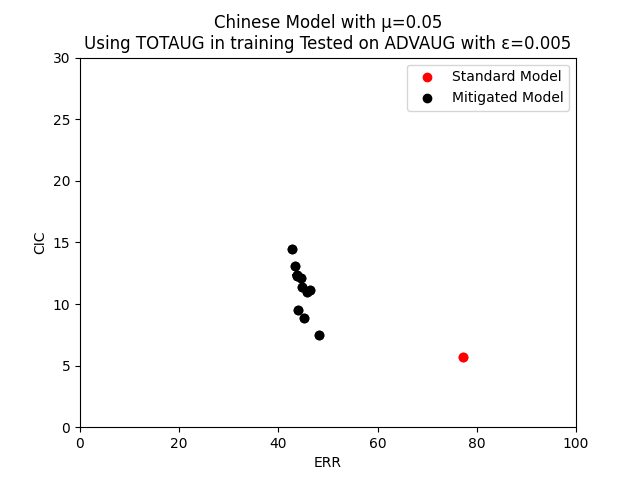 Chinese Model with μ=0.05
Using TOTAUG in training Tested on ADVAUG with ε=0.005
Standard Model
Mitigated Model
30
25
20
15
10
5
0
CIC
0 20 40 60 80 100
ERR